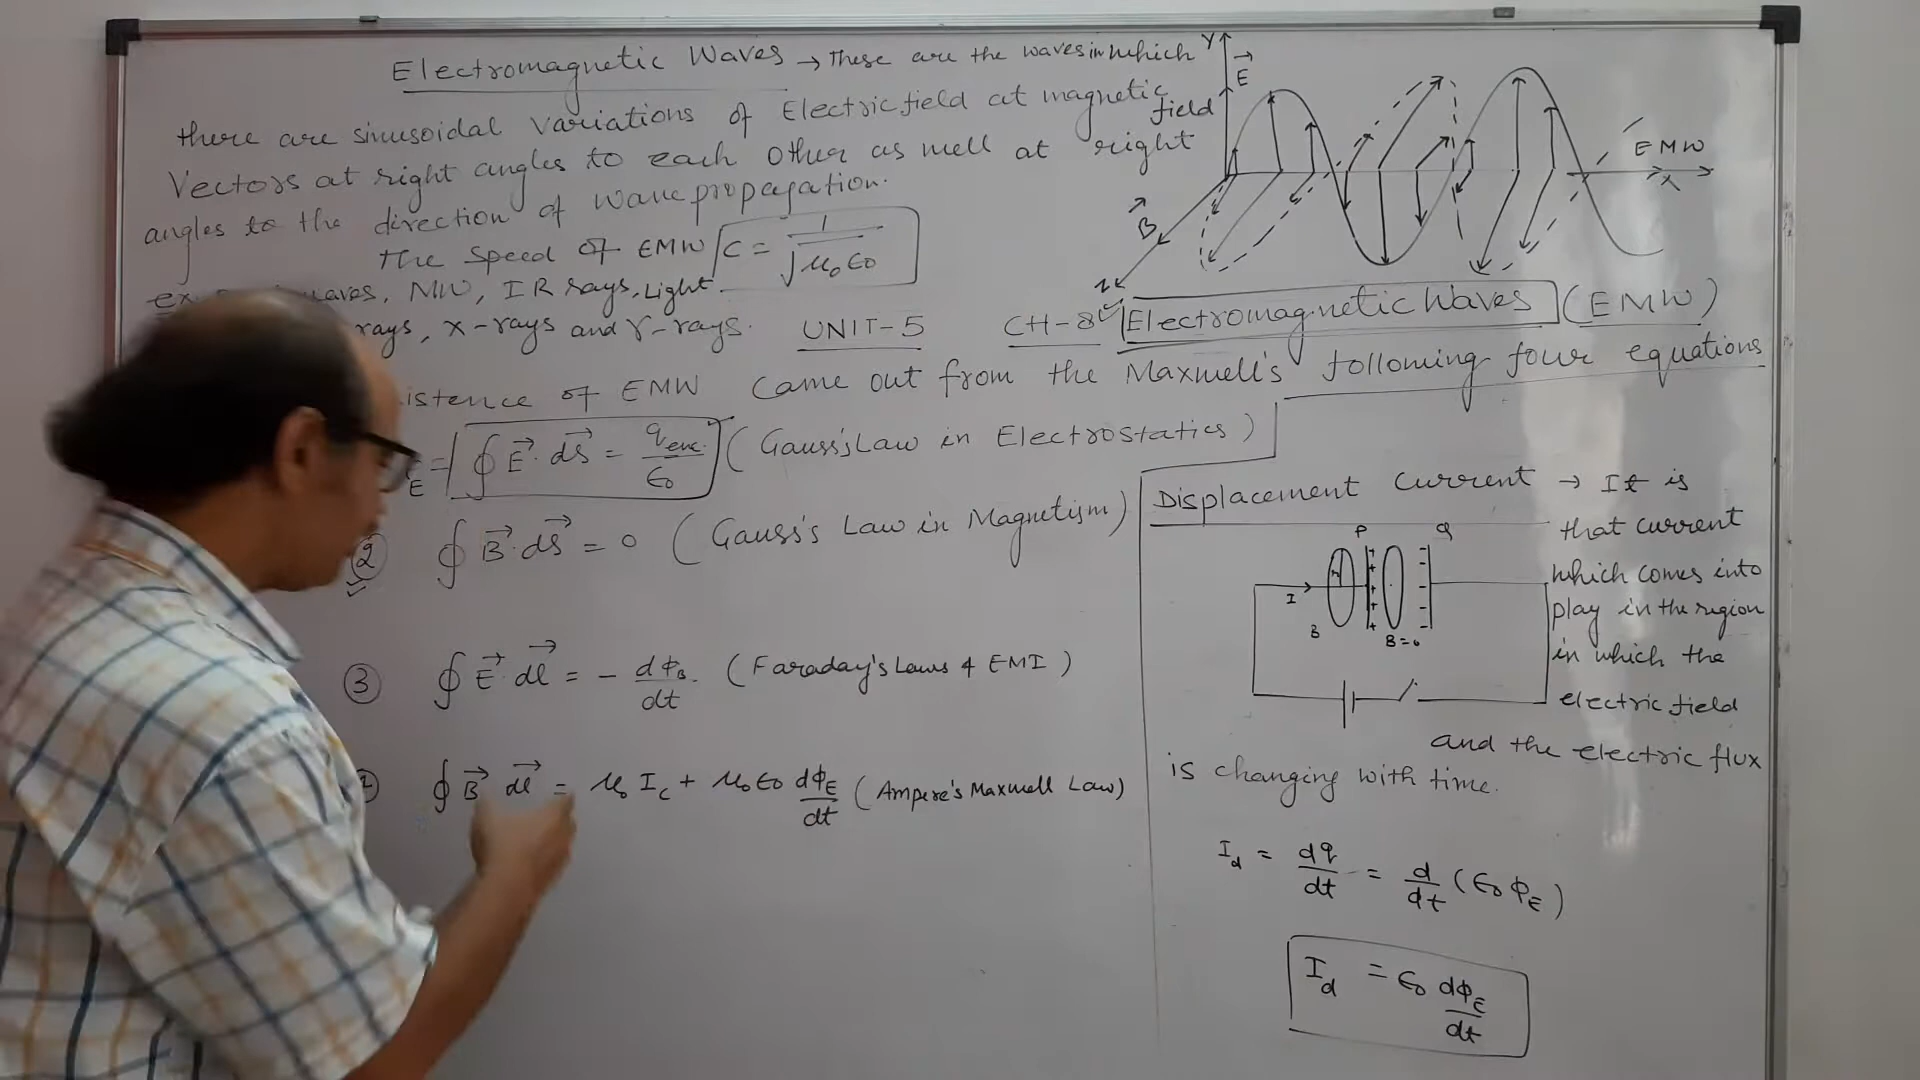 Electromagnetic Waves → These are the waves in which
there are sinusoidal variations of Electric field at magnetic field
Vectors at right angles to each other as well at right
angles to the direction of wave propagation.
the speed of EMW C = 1/√μ₀ε₀
ex
waves, MW, IR rays, Light
rays, x-rays and γ-rays.
UNIT-5 CH-8 Electromagnetic Waves (EMW)
istence of EMW came out from the Maxwell's following four equations
E = ∮ E⃗ · ds⃗ = q enc. / ε₀ (Gauss's Law in Electrostatics)
② ∮ B⃗ · ds⃗ = 0 (Gauss's Law in Magnetism)
③ ∮ E⃗ · dl⃗ = - dφ_B / dt (Faraday's Laws of EMI)
∮ B⃗ dl⃗ = μ₀ I_c + μ₀ ε₀ dφ_E / dt (Ampere's Maxwell Law)
Y
E⃗
B⃗
EMW
X
Z
Displacement current → It is
that current
which comes into
play in the region
in which the
electric field
and the electric flux
is changing with time.
P Q
I
r
B
B=0
+ + + + +
- - - - -
I_d = dq/dt = d/dt (ε₀ φ_E)
I_d = ε₀ dφ_E/dt